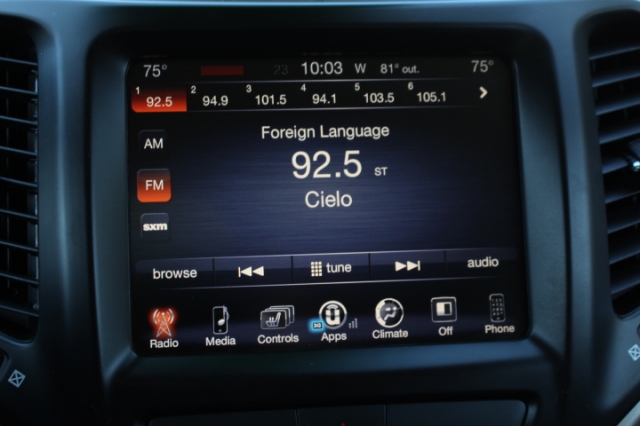 75° 23 10:03 W 81° out. 75°
1 92.5 2 94.9 3 101.5 4 94.1 5 103.5 6 105.1
AM
Foreign Language
FM
92.5 ST
Cielo
sxm
browse tune audio
Radio Media Controls 3G Apps Climate Off Phone